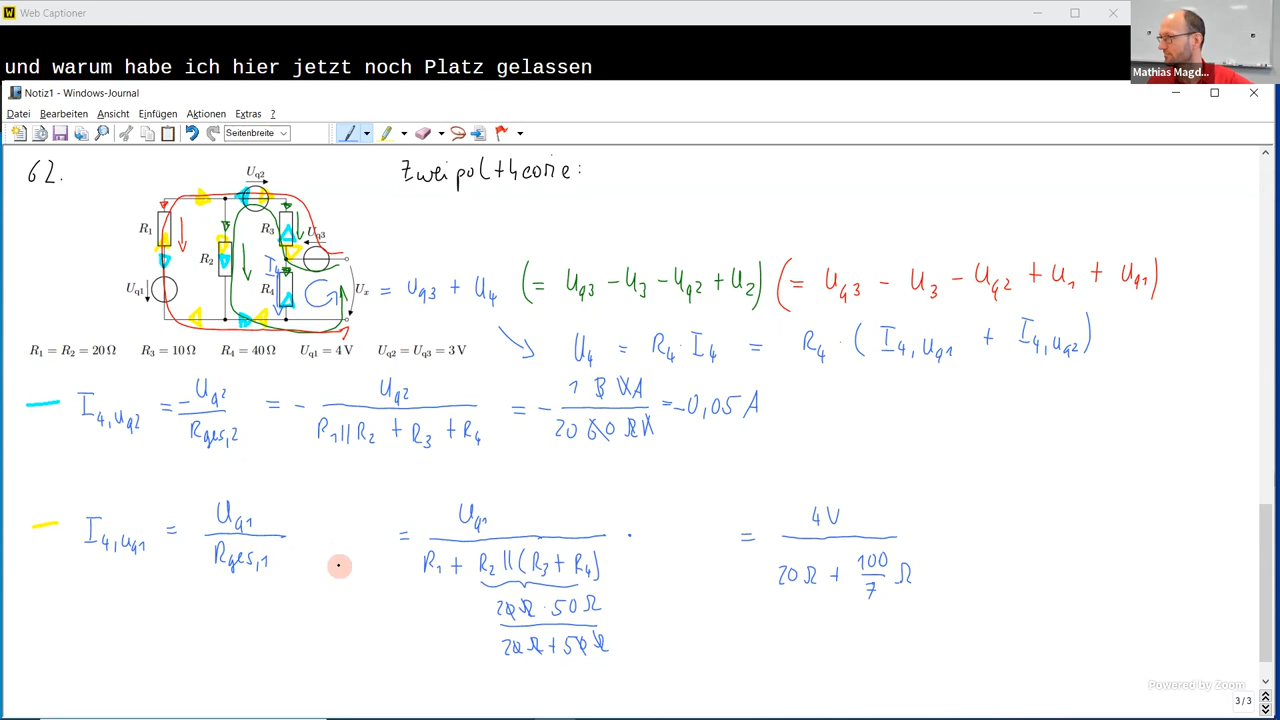 Web Captioner
und warum habe ich hier jetzt noch Platz gelassen
Mathias Magd...
Notiz1 - Windows-Journal
Datei Bearbeiten Ansicht Einfügen Aktionen Extras ?
Seitenbreite
62.
Zweipoltheorie:
Uq2
R1
R3
Uq3
R2
I4
Uq1
R4
Ux
= Uq3 + U4 (= Uq3 - U3 - Uq2 + U2) (= Uq3 - U3 - Uq2 + U1 + Uq1)
U4 = R4 · I4 = R4 · (I4,Uq1 + I4,Uq2)
R1 = R2 = 20 Ω R3 = 10 Ω R4 = 40 Ω Uq1 = 4 V Uq2 = Uq3 = 3 V
I4,Uq2 = -Uq2 / Rges,2 = - Uq2 / (R1||R2 + R3 + R4) = - 1 3 V A / 20 60 Ω V = -0,05 A
I4,Uq1 = Uq1 / Rges,1 = Uq1 / (R1 + R2 || (R3 + R4)) · = 4V / (20Ω + 100/7 Ω)
20Ω · 50Ω
20Ω + 50Ω
Powered by Zoom
3 / 3